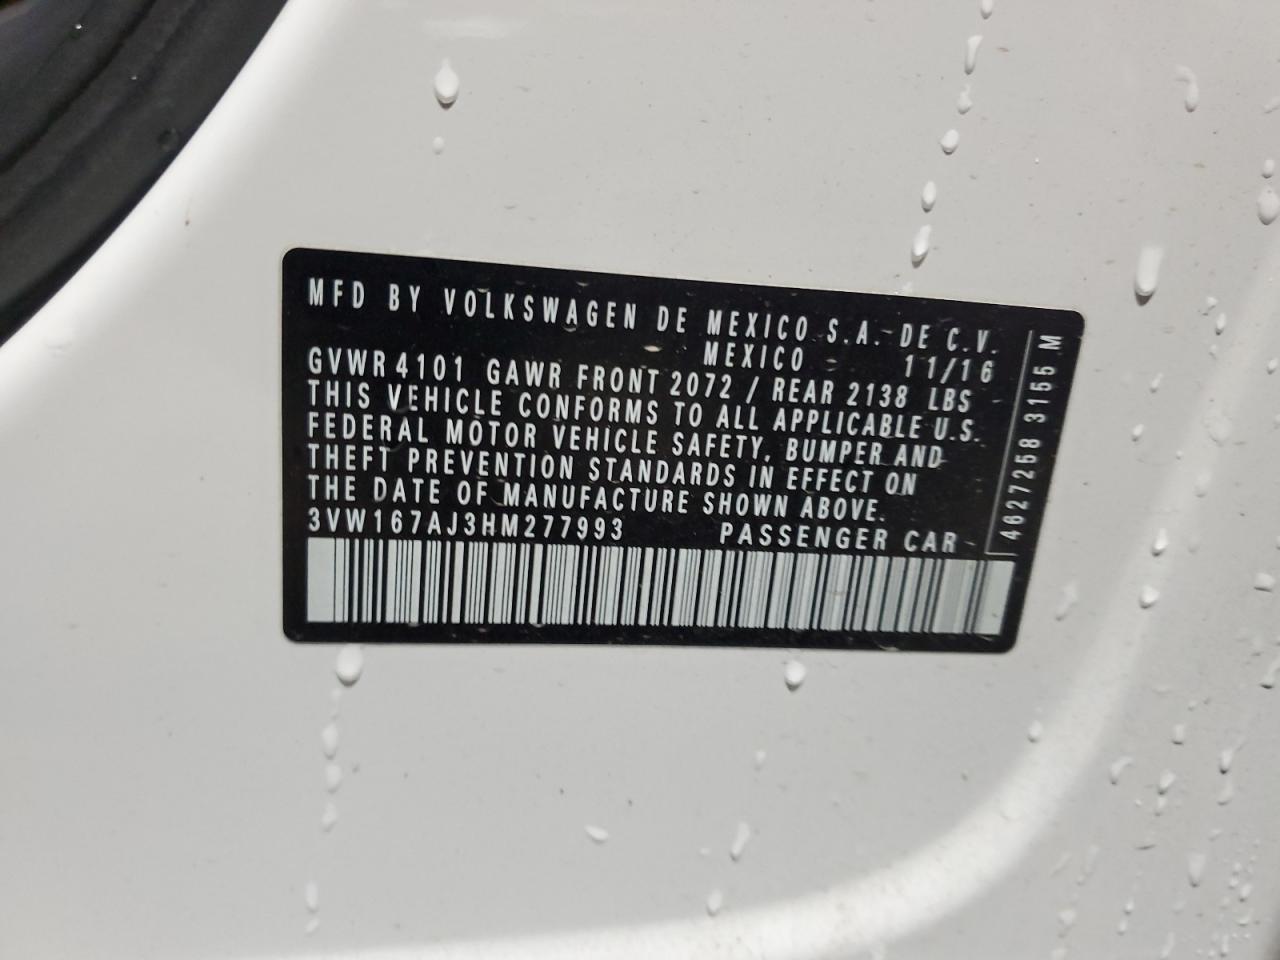 MFD BY VOLKSWAGEN DE MEXICO S.A. DE C.V.
MEXICO 11/16
GVWR 4101 GAWR FRONT 2072 / REAR 2138 LBS
THIS VEHICLE CONFORMS TO ALL APPLICABLE U.S.
FEDERAL MOTOR VEHICLE SAFETY, BUMPER AND
THEFT PREVENTION STANDARDS IN EFFECT ON
THE DATE OF MANUFACTURE SHOWN ABOVE.
3VW167AJ3HM277993 PASSENGER CAR
4627258 3155 M